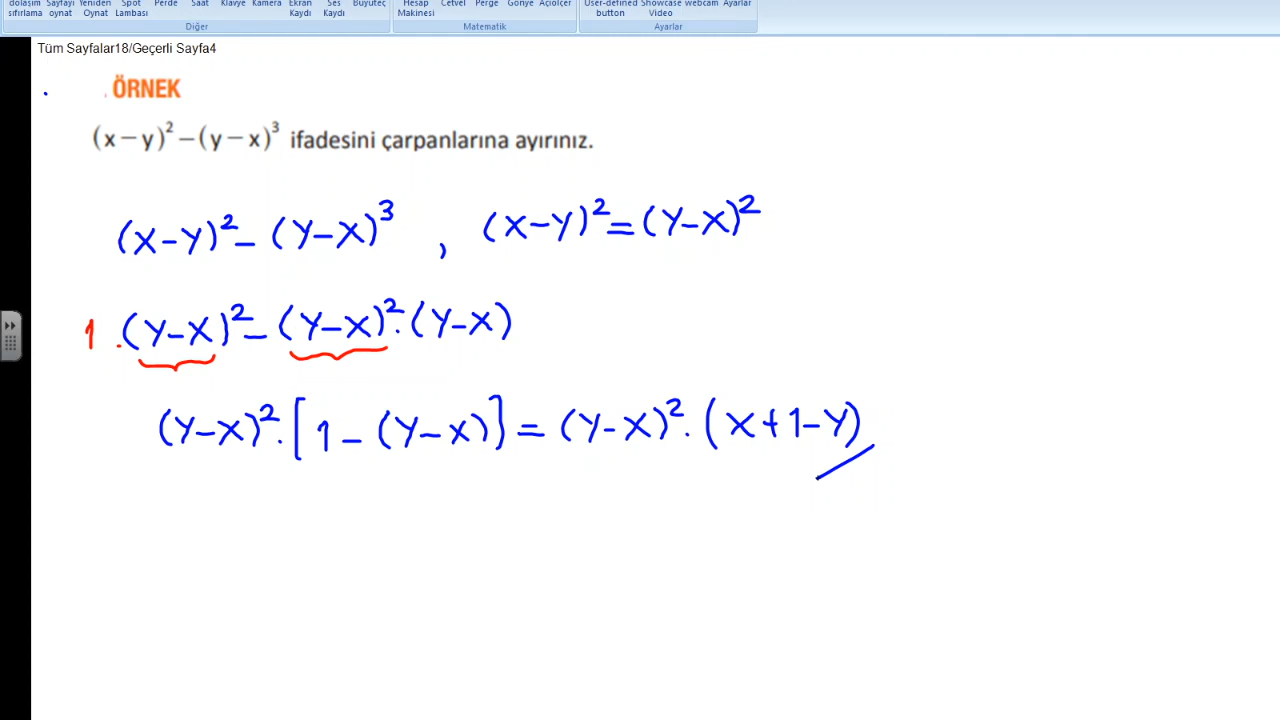 dolaşım Sayfayı Yeniden Spot Perde Saat Klavye Kamera Ekran Ses Büyüteç Hesap Cetvel Perge Gönye Açıölçer User-defined Showcase webcam Ayarlar
sıfırlama oynat Oynat Lambası Kaydı Kaydı Makinesi button Video
Diğer Matematik Ayarlar
Tüm Sayfalar18/Geçerli Sayfa4
ÖRNEK
(x−y)² −(y−x)³ ifadesini çarpanlarına ayırınız.
(x−y)² − (y−x)³ , (x−y)² = (y−x)²
1.(y−x)² − (y−x)².(y−x)
(y−x)².[1 − (y−x)] = (y−x)².(x+1−y)